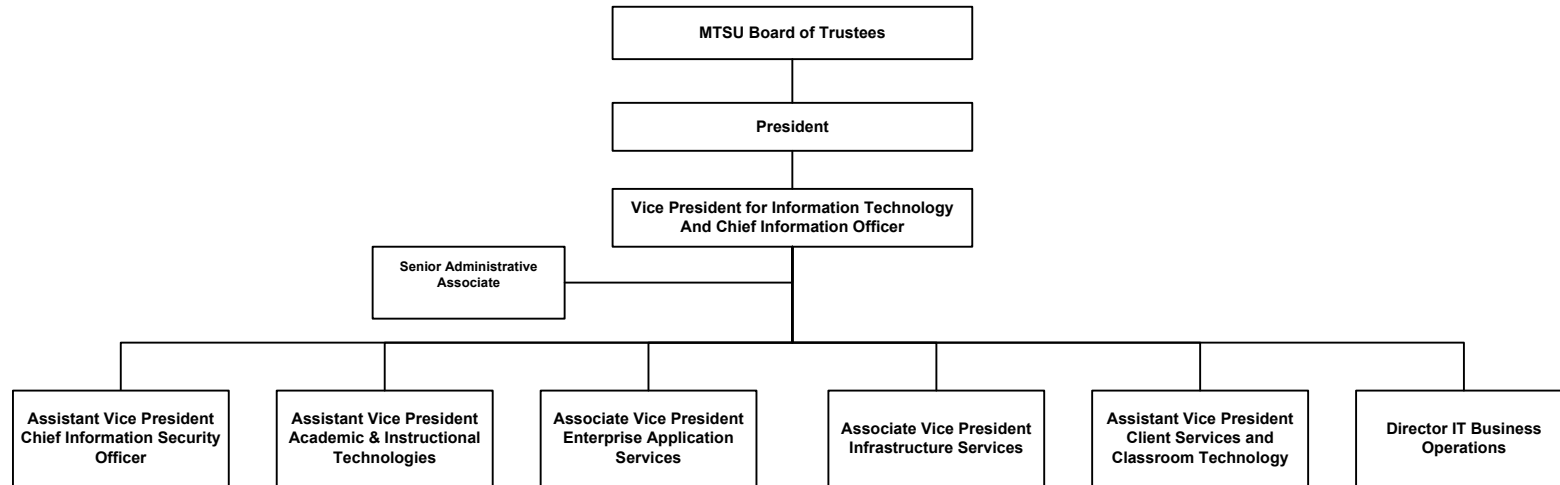 MTSU Board of Trustees
President
Vice President for Information Technology
And Chief Information Officer
Senior Administrative
Associate
Assistant Vice President
Chief Information Security
Officer
Assistant Vice President
Academic & Instructional
Technologies
Associate Vice President
Enterprise Application
Services
Associate Vice President
Infrastructure Services
Assistant Vice President
Client Services and
Classroom Technology
Director IT Business
Operations